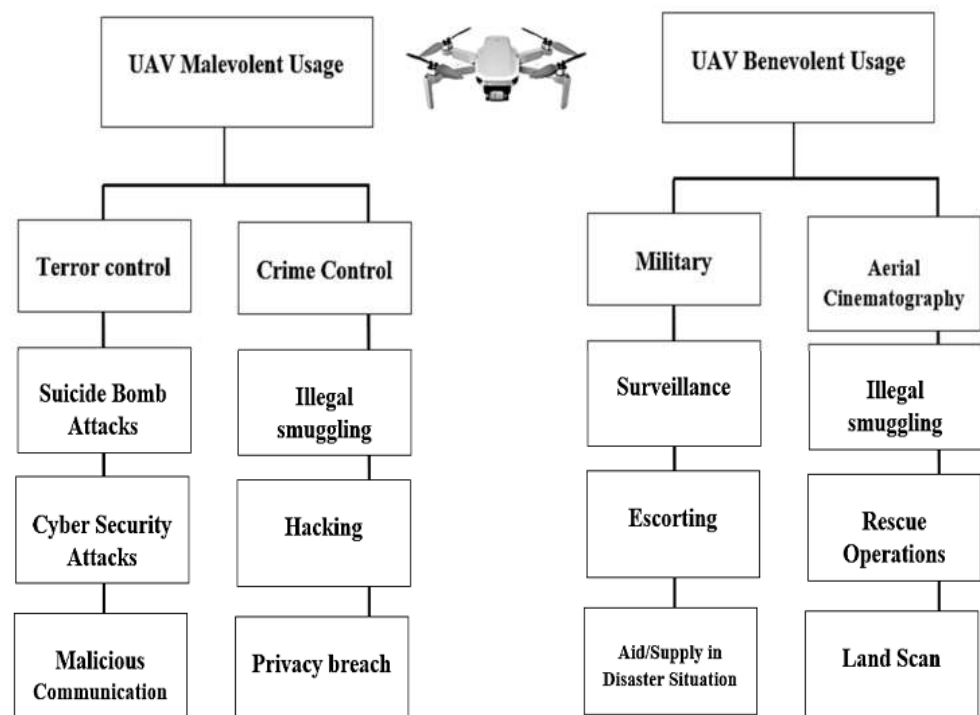 UAV Malevolent Usage
UAV Benevolent Usage
Terror control
Crime Control
Military
Aerial
Cinematography
Suicide Bomb
Attacks
Illegal
smuggling
Surveillance
Illegal
smuggling
Cyber Security
Attacks
Hacking
Escorting
Rescue
Operations
Malicious
Communication
Privacy breach
Aid/Supply in
Disaster Situation
Land Scan